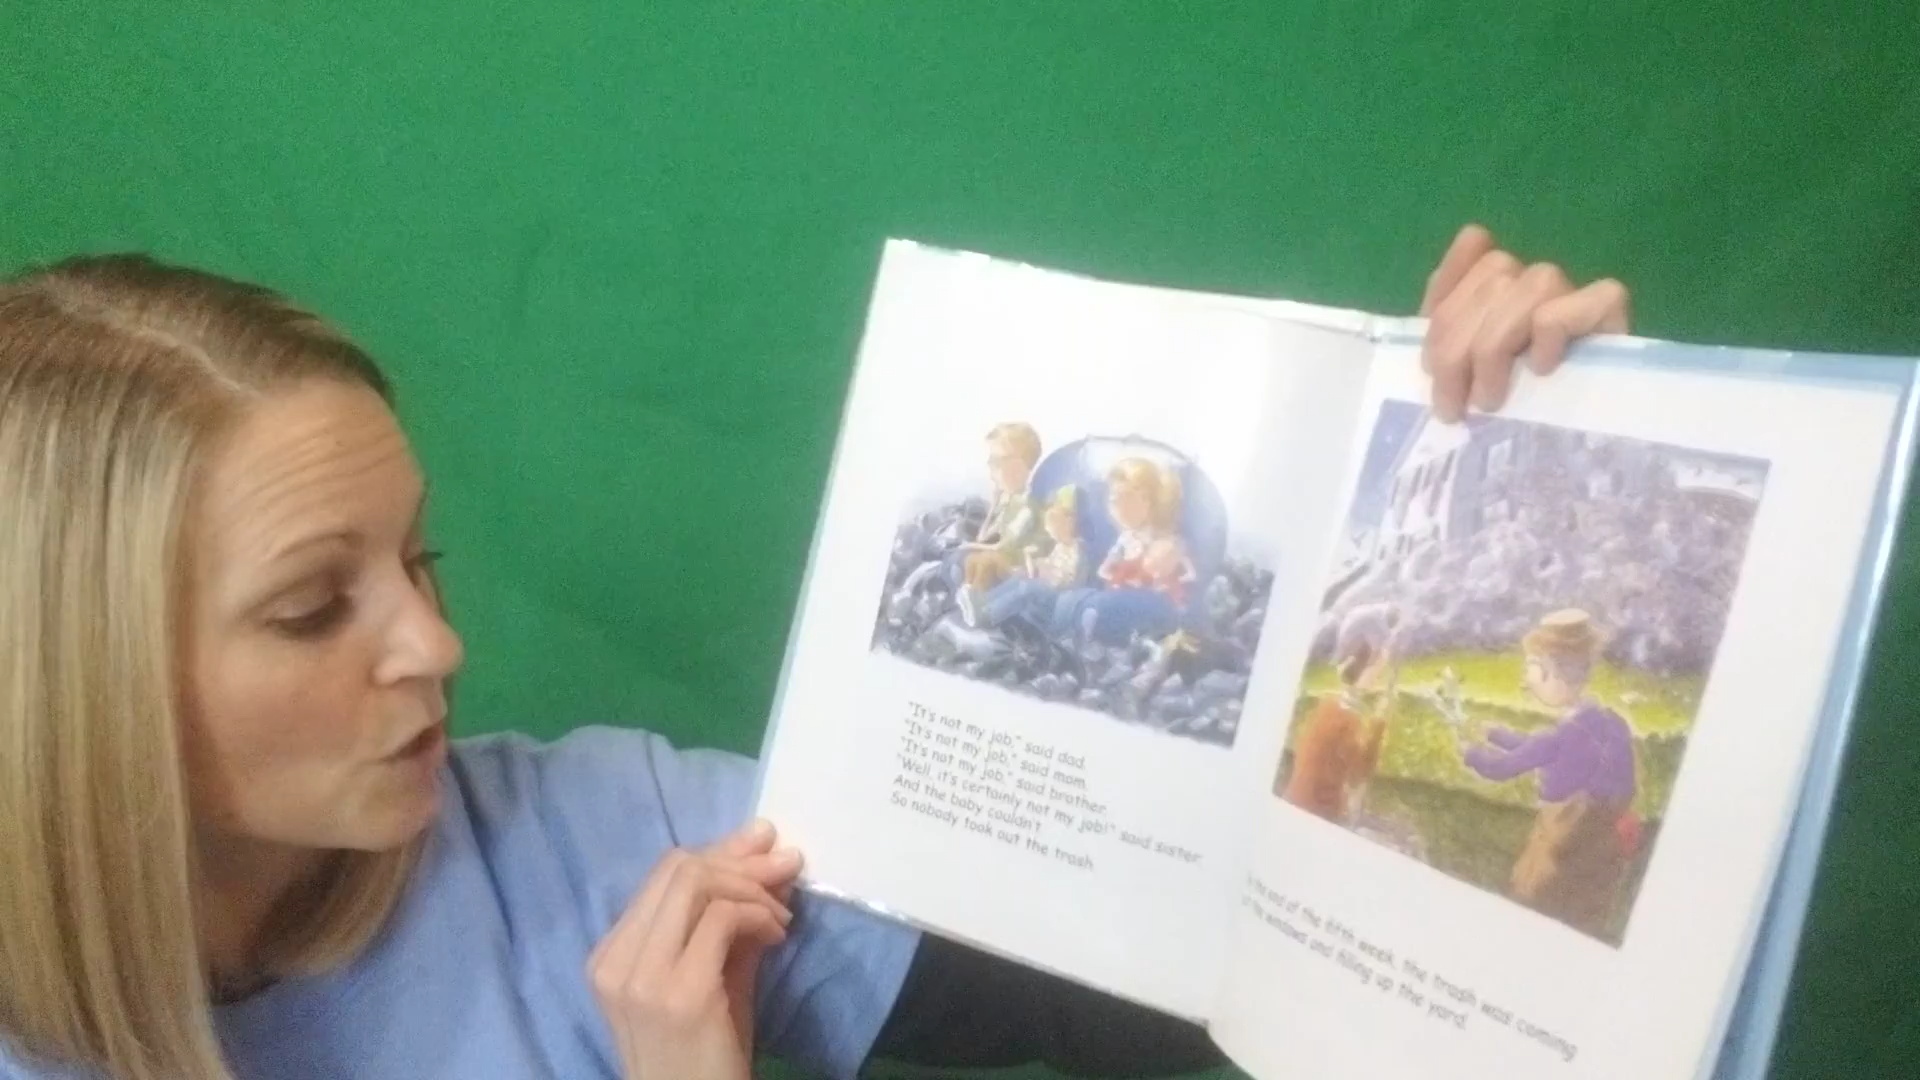 "It's not my job," said dad.
"It's not my job," said mom.
"It's not my job," said brother.
"Well, it's certainly not my job!" said sister.
And the baby couldn't.
So nobody took out the trash.
the end of the fifth week, the trash was coming
the windows and filling up the yard.